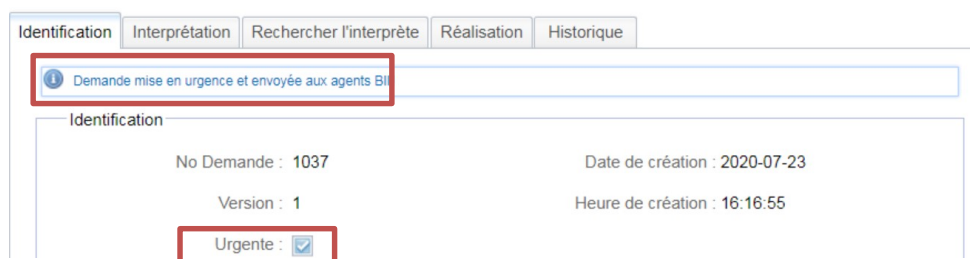 Identification Interprétation Rechercher l'interprète Réalisation Historique
Demande mise en urgence et envoyée aux agents
Identification
No Demande : 1037 Date de création : 2020-07-23
Version : 1 Heure de création : 16:16:55
Urgente :